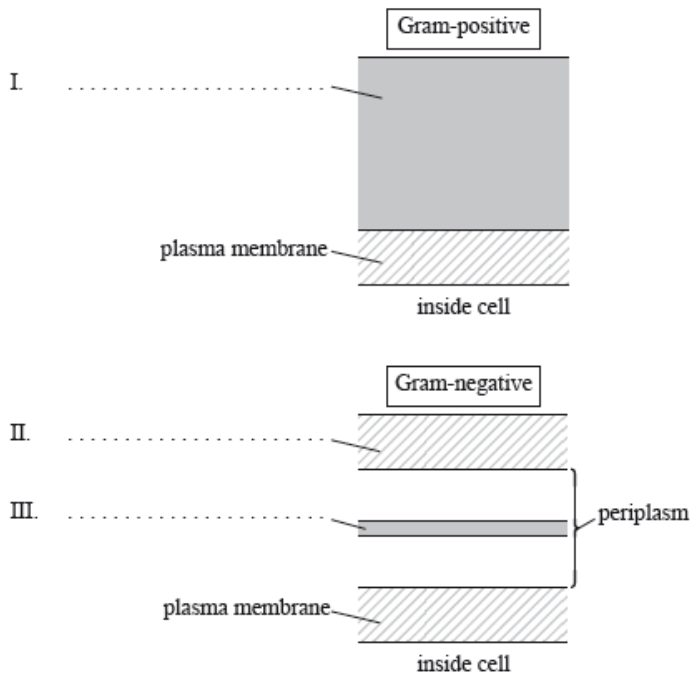 Gram-positive
I. ....................................
plasma membrane
inside cell
Gram-negative
II. ....................................
III. ....................................
periplasm
plasma membrane
inside cell